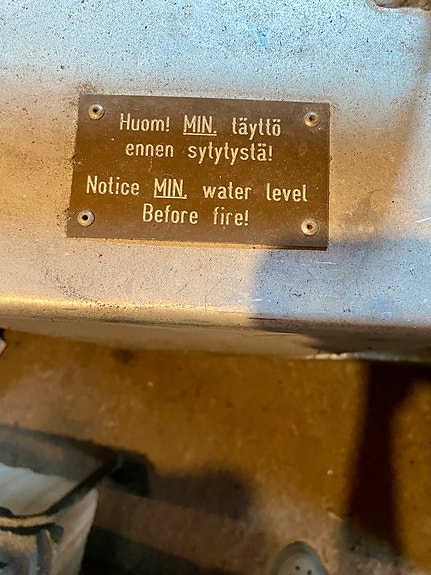 Huom! MIN. täyttö
ennen sytytystä!
Notice MIN. water level
Before fire!